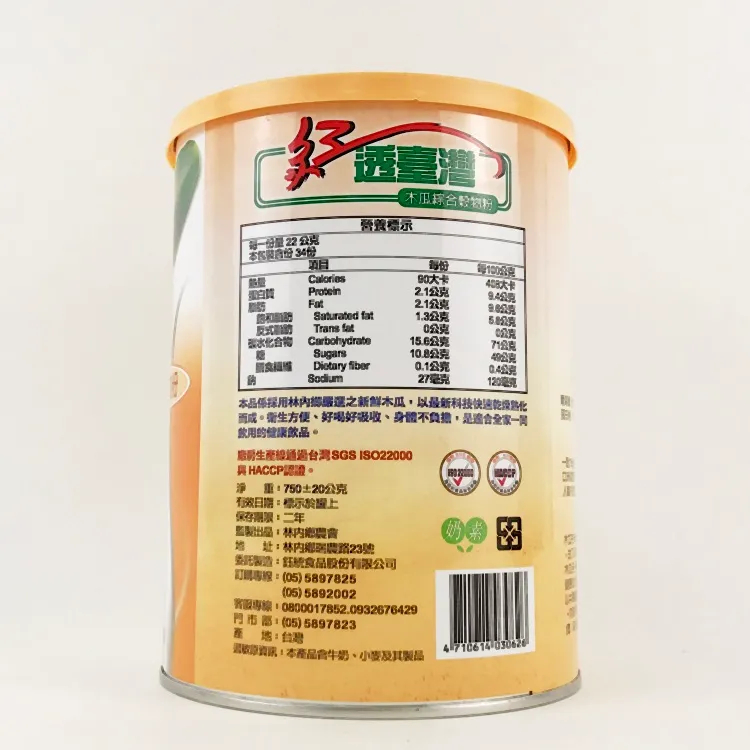 紅
透臺灣
木瓜綜合穀物粉
營養標示
每一份量 22 公克
本包裝含份 34份
項目 每份 每100公克
熱量 Calories 90大卡 408大卡
蛋白質 Protein 2.1公克 9.4公克
脂肪 Fat 2.1公克 9.6公克
飽和脂肪 Saturated fat 1.3公克 5.8公克
反式脂肪 Trans fat 0公克 0公克
碳水化合物 Carbohydrate 15.6公克 71公克
糖 Sugars 10.8公克 49公克
膳食纖維 Dietary fiber 0.1公克 0.4公克
鈉 Sodium 27毫克 120毫克
本品係採用林內鄉嚴選之新鮮木瓜，以最新科技快速乾燥熟化
而成。衛生方便、好喝好吸收、身體不負擔，是適合全家一同
飲用的健康飲品。
廠房生產線通過台灣SGS ISO22000
與 HACCP認證。
ISO 22000
HACCP
淨 重：750±20公克
有效日期：標示於罐上
保存期限：二年
監製出品：林內鄉農會
地 址：林內鄉瑞農路23號
委託製造：鈺統食品股份有限公司
訂購專線：(05) 5897825
(05) 5892002
客服專線：0800017852.0932676429
門 市 部：(05) 5897823
產 地：台灣
過敏原資訊：本產品含牛奶、小麥及其製品
奶素
4 710614 030626